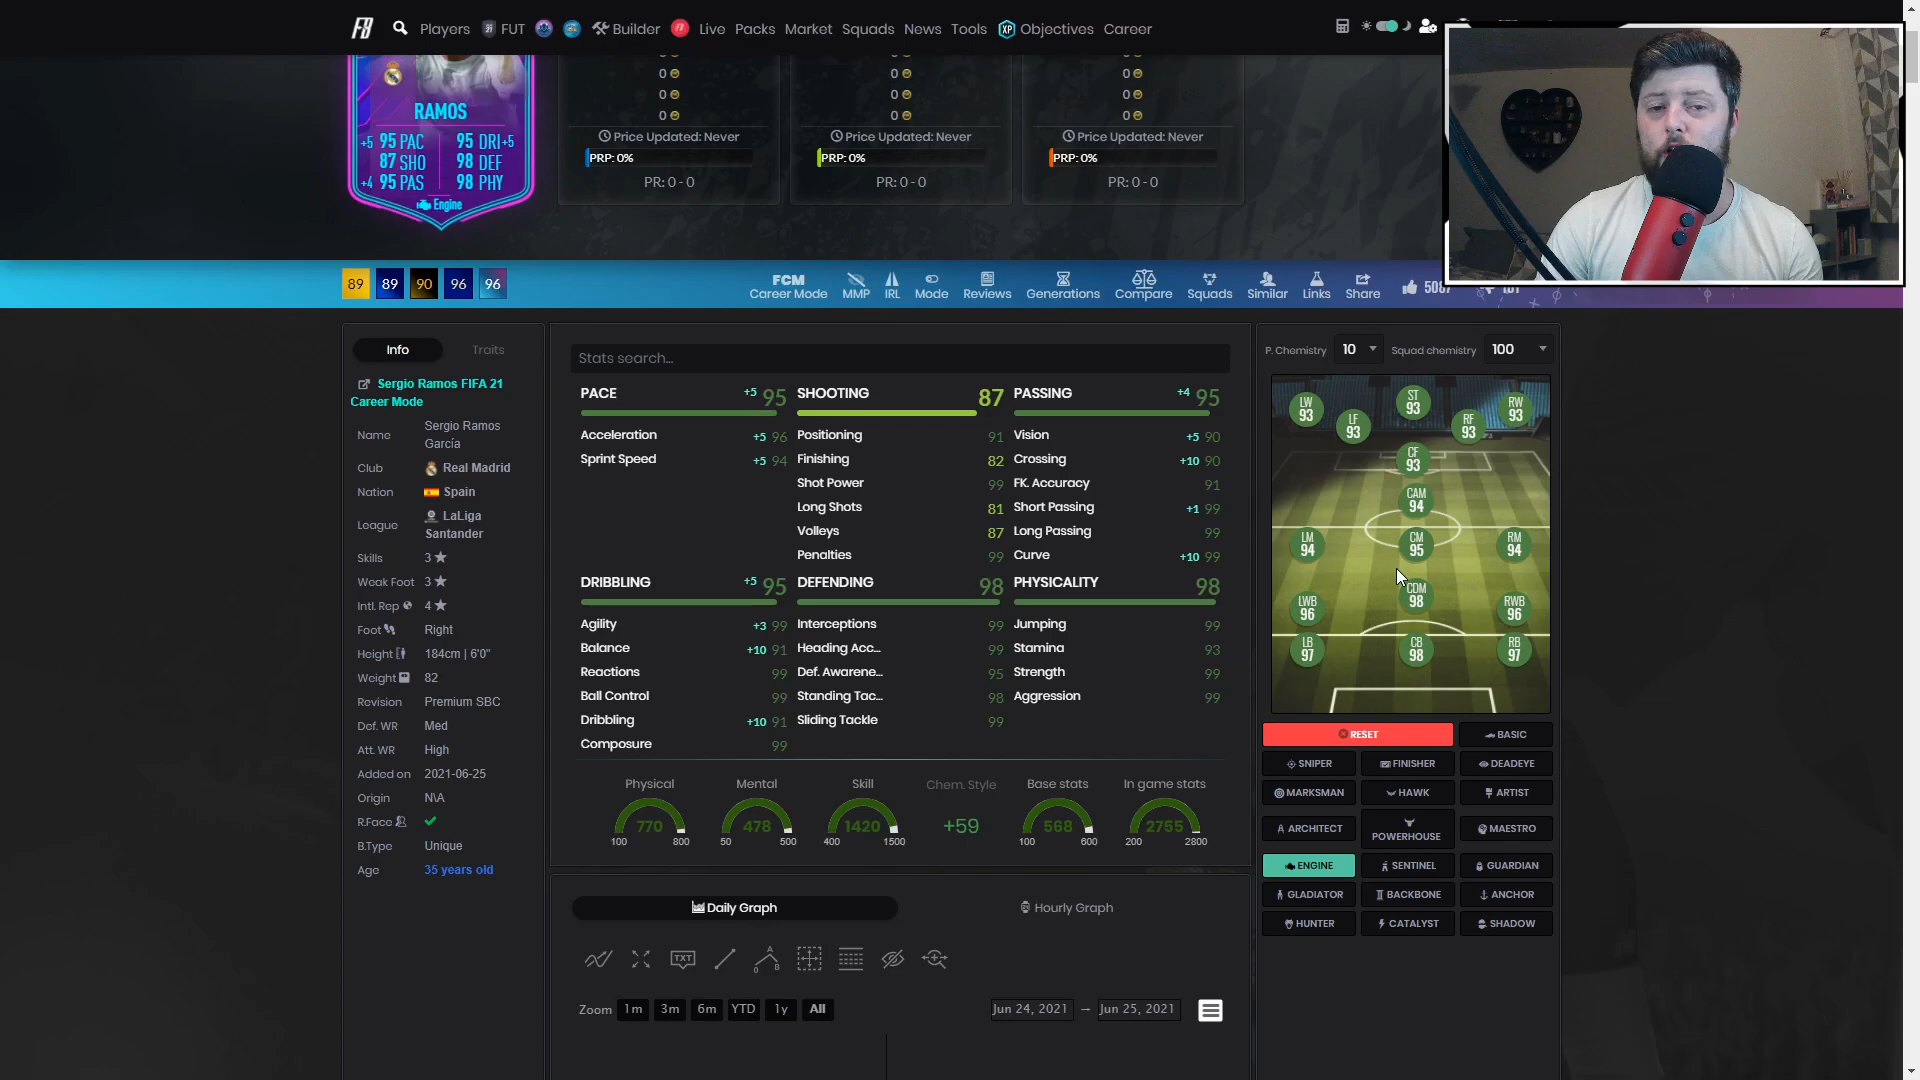 FB Players FUT Builder Live Packs Market Squads News Tools XP Objectives Career
0 0 0
0 0 0
0 0 0
RAMOS
+5 95 PAC 95 DRI +5
87 SHO 98 DEF
+4 95 PAS 98 PHY
Engine
Price Updated: Never Price Updated: Never Price Updated: Never
PRP: 0% PRP: 0% PRP: 0%
PR: 0 - 0 PR: 0 - 0 PR: 0 - 0
89 89 90 96 96
FCM Career Mode MMP IRL Mode Reviews Generations Compare Squads Similar Links Share
Info Traits
Sergio Ramos FIFA 21
Career Mode
Name Sergio Ramos
García
Club Real Madrid
Nation Spain
League LaLiga
Santander
Skills 3
Weak Foot 3
Intl. Rep 4
Foot Right
Height 184cm | 6'0"
Weight 82
Revision Premium SBC
Def. WR Med
Att. WR High
Added on 2021-06-25
Origin N\A
R.Face
B.Type Unique
Age 35 years old
Stats search...
PACE +5 95
Acceleration +5 96
Sprint Speed +5 94
SHOOTING 87
Positioning 91
Finishing 82
Shot Power 99
Long Shots 81
Volleys 87
Penalties 99
PASSING +4 95
Vision +5 90
Crossing +10 90
FK. Accuracy 91
Short Passing +1 99
Long Passing 99
Curve +10 99
DRIBBLING +5 95
Agility +3 99
Balance +10 91
Reactions 99
Ball Control 99
Dribbling +10 91
Composure 99
DEFENDING 98
Interceptions 99
Heading Acc... 99
Def. Awarene... 95
Standing Tac... 98
Sliding Tackle 99
PHYSICALITY 98
Jumping 99
Stamina 93
Strength 99
Aggression 99
Physical Mental Skill Chem. Style Base stats In game stats
770 478 1420 +59 568 2755
100 800 50 500 400 1500 100 600 200 2800
P. Chemistry 10 Squad chemistry 100
LW 93 ST 93 RW 93
LF 93 RF 93
CF 93
CAM 94
LM 94 CM 95 RM 94
LWB 96 CDM 98 RWB 96
LB 97 CB 98 RB 97
RESET BASIC
SNIPER FINISHER DEADEYE
MARKSMAN HAWK ARTIST
ARCHITECT POWERHOUSE MAESTRO
ENGINE SENTINEL GUARDIAN
GLADIATOR BACKBONE ANCHOR
HUNTER CATALYST SHADOW
Daily Graph Hourly Graph
TXT
Zoom 1m 3m 6m YTD 1y All Jun 24, 2021 → Jun 25, 2021